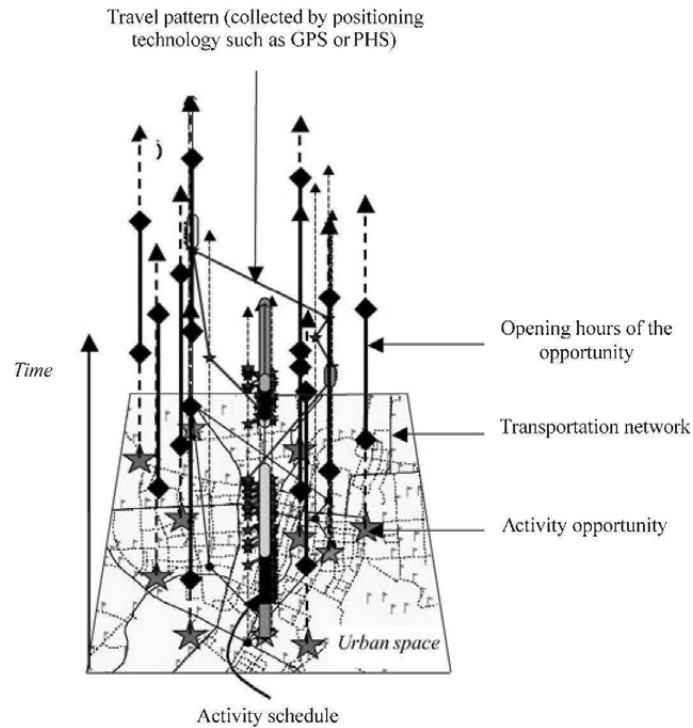 Travel pattern (collected by positioning
technology such as GPS or PHS)
Opening hours of the
opportunity
Time
Transportation network
Activity opportunity
Urban space
Activity schedule